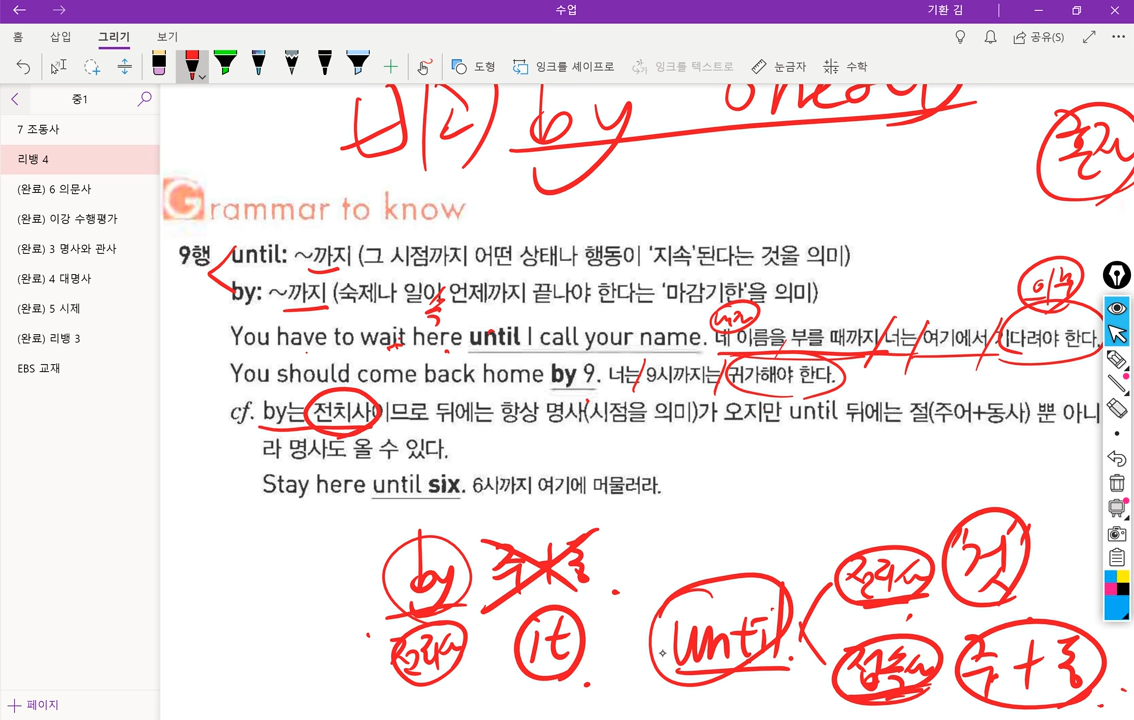 수업
기환 김
홈 삽입 그리기 보기
공유(S)
도형 잉크를 셰이프로 잉크를 텍스트로 눈금자 수학
중1
7 조동사
리뱅 4
(완료) 6 의문사
(완료) 이강 수행평가
(완료) 3 명사와 관사
(완료) 4 대명사
(완료) 5 시제
(완료) 리뱅 3
EBS 교재
페이지
by oneself
혼자
Grammar to know
9행 until: ~까지 (그 시점까지 어떤 상태나 행동이 ‘지속’된다는 것을 의미)
by: ~까지 (숙제나 일이 언제까지 끝나야 한다는 ‘마감기한’을 의미)
을
You have to wait here until I call your name. 네 이름을 부를 때까지 너는 여기에서 기다려야 한다.
You should come back home by 9. 너는 9시까지는 귀가해야 한다.
cf. by는 전치사이므로 뒤에는 항상 명사(시점을 의미)가 오지만 until 뒤에는 절(주어+동사) 뿐 아니
라 명사도 올 수 있다.
Stay here until six. 6시까지 여기에 머물러라.
by 주+동
전치사 it
until
전치사 "것"
접속사 주+동